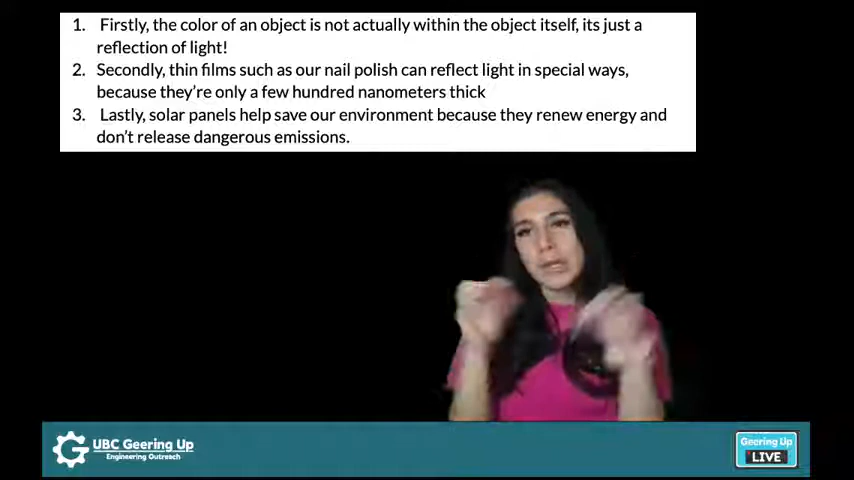 1. Firstly, the color of an object is not actually within the object itself, its just a
reflection of light!
2. Secondly, thin films such as our nail polish can reflect light in special ways,
because they're only a few hundred nanometers thick
3. Lastly, solar panels help save our environment because they renew energy and
don't release dangerous emissions.
UBC Geering Up
Engineering Outreach
Geering Up
LIVE